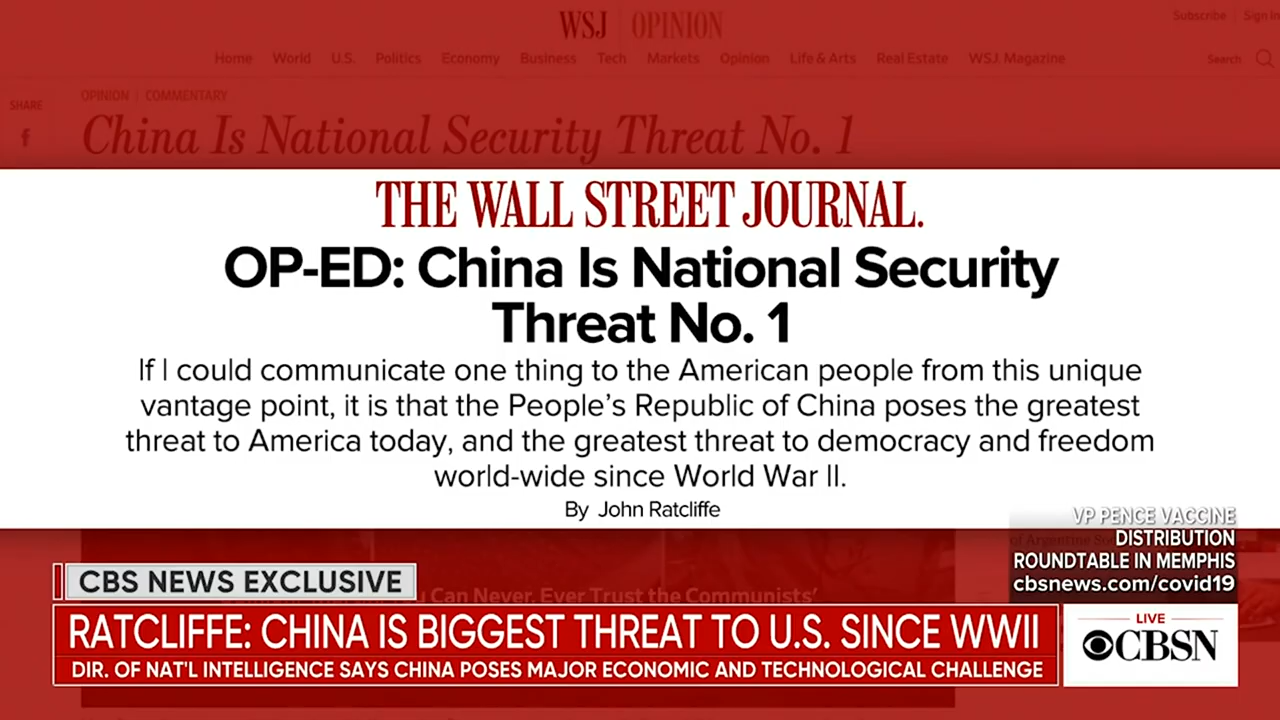 WSJ | OPINION
Subscribe | Sign In
Home World U.S. Politics Economy Business Tech Markets Opinion Life & Arts Real Estate WSJ. Magazine
Search
SHARE
OPINION | COMMENTARY
China Is National Security Threat No. 1
THE WALL STREET JOURNAL.
OP-ED: China Is National Security
Threat No. 1
If I could communicate one thing to the American people from this unique
vantage point, it is that the People's Republic of China poses the greatest
threat to America today, and the greatest threat to democracy and freedom
world-wide since World War II.
By John Ratcliffe
VP PENCE VACCINE
DISTRIBUTION
ROUNDTABLE IN MEMPHIS
cbsnews.com/covid19
CBS NEWS EXCLUSIVE
Can Never, Ever Trust the Communists'
RATCLIFFE: CHINA IS BIGGEST THREAT TO U.S. SINCE WWII
DIR. OF NAT'L INTELLIGENCE SAYS CHINA POSES MAJOR ECONOMIC AND TECHNOLOGICAL CHALLENGE
LIVE
CBSN